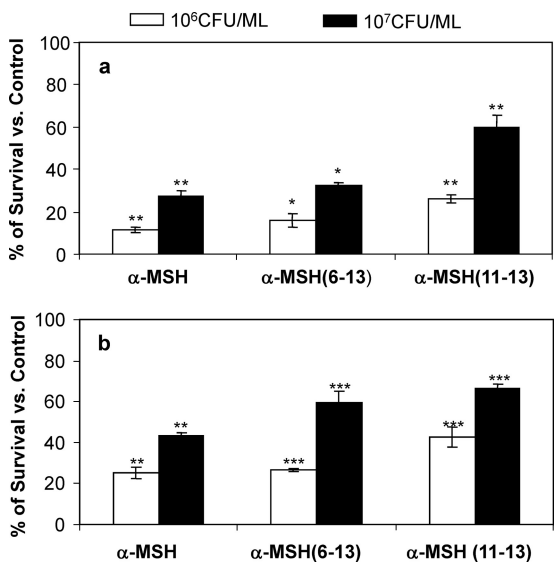 10⁶CFU/ML 10⁷CFU/ML
a
% of Survival vs. Control
100
80
60
40
20
0
** ** * * ** **
α-MSH α-MSH(6-13) α-MSH(11-13)
b
% of Survival vs. Control
100
80
60
40
20
0
** ** *** *** *** ***
α-MSH α-MSH(6-13) α-MSH (11-13)